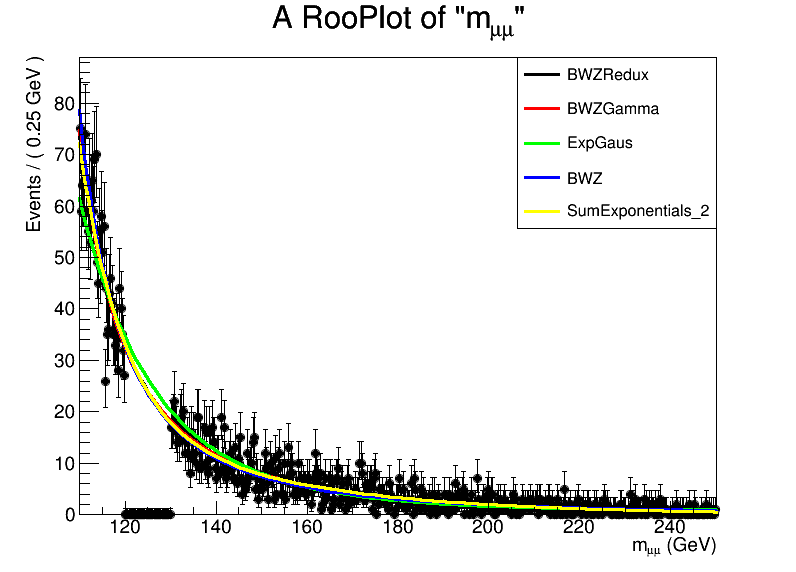 A RooPlot of "mμμ"
Events / ( 0.25 GeV )
80
70
60
50
40
30
20
10
0
BWZRedux
BWZGamma
ExpGaus
BWZ
SumExponentials_2
120 140 160 180 200 220 240
mμμ (GeV)